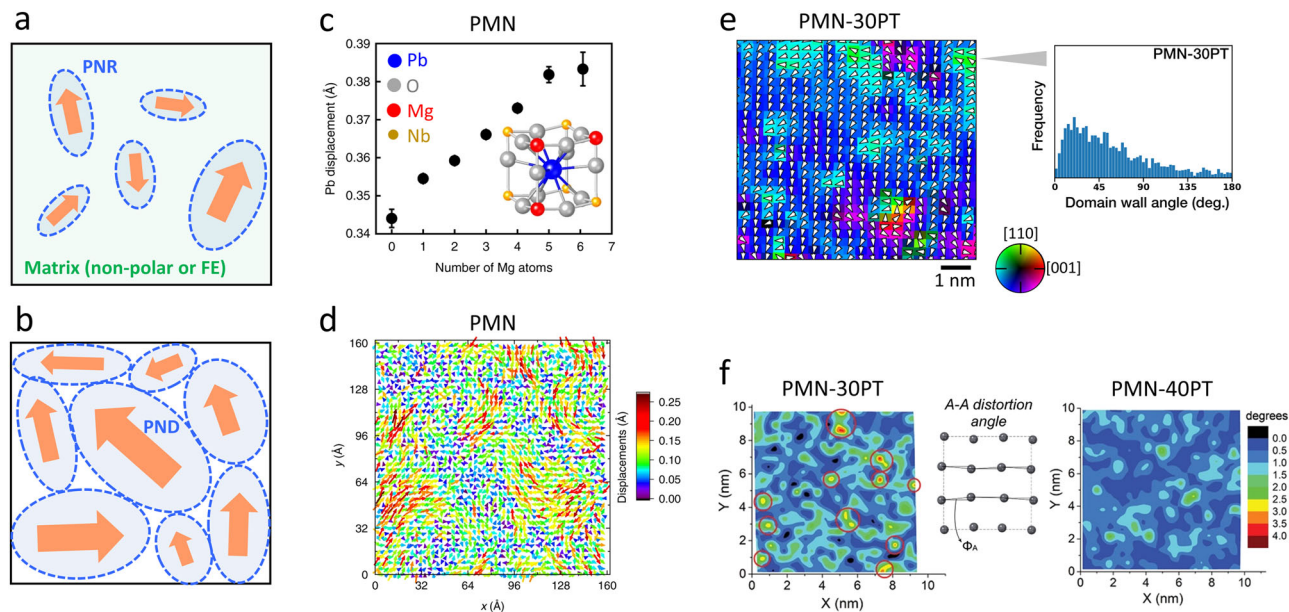 a
PNR
Matrix (non-polar or FE)
b
PND
c
PMN
Pb displacement (Å)
0.39
0.38
0.37
0.36
0.35
0.34
Pb
O
Mg
Nb
0 1 2 3 4 5 6 7
Number of Mg atoms
d
PMN
y (Å)
160
128
96
64
32
0
0 32 64 96 128 160
x (Å)
0.25
0.20
0.15
0.10
0.05
0.00
Displacements (Å)
e
PMN-30PT
1 nm
[110]
[001]
PMN-30PT
Frequency
0 45 90 135 180
Domain wall angle (deg.)
f
PMN-30PT
Y (nm)
10
8
6
4
2
0
0 2 4 6 8 10
X (nm)
A-A distortion
angle
ΦA
PMN-40PT
Y (nm)
10
8
6
4
2
0
0 2 4 6 8 10
X (nm)
degrees
0.0
0.5
1.0
1.5
2.0
2.5
3.0
3.5
4.0